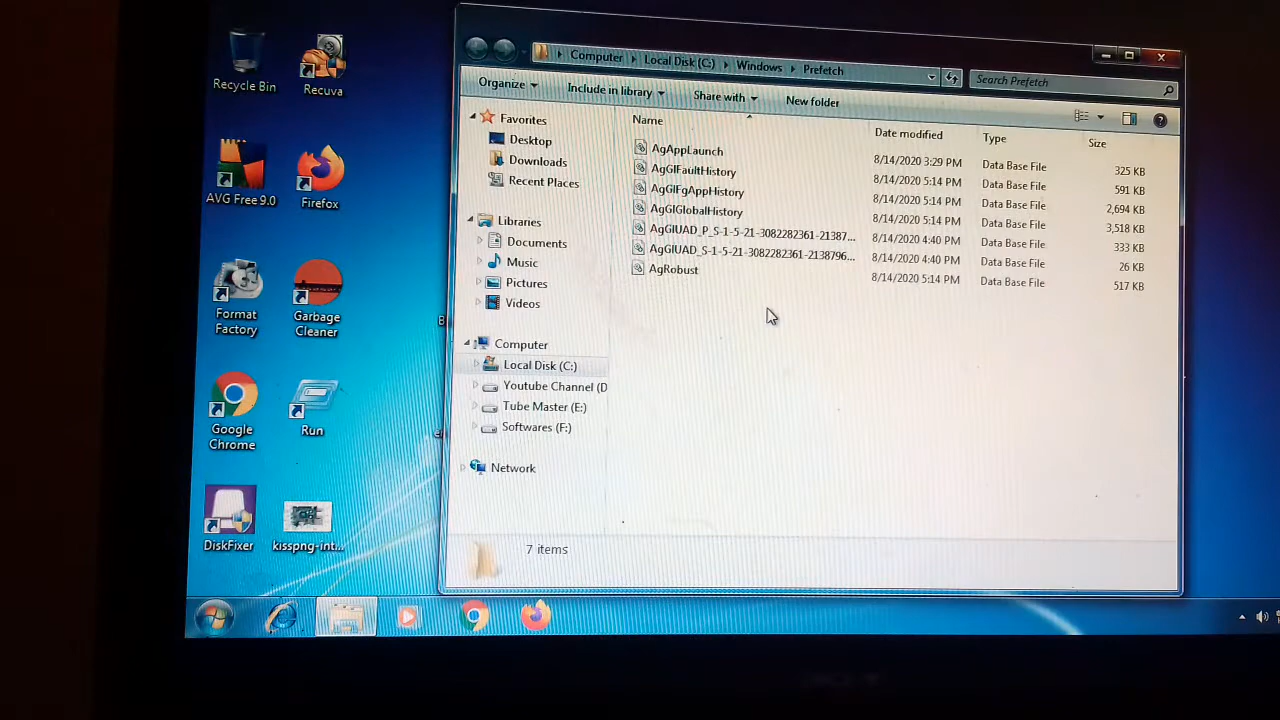 Recycle Bin
Recuva
AVG Free 9.0
Firefox
Format
Factory
Garbage
Cleaner
Google
Chrome
Run
DiskFixer
kisspng-int...
Computer
Local Disk (C:)
Windows
Prefetch
Search Prefetch
Organize
Include in library
Share with
New folder
Favorites
Desktop
Downloads
Recent Places
Libraries
Documents
Music
Pictures
Videos
Computer
Local Disk (C:)
Youtube Channel (D
Tube Master (E:)
Softwares (F:)
Network
Name Date modified Type Size
AgAppLaunch 8/14/2020 3:29 PM Data Base File 325 KB
AgGlFaultHistory 8/14/2020 5:14 PM Data Base File 591 KB
AgGlFgAppHistory 8/14/2020 5:14 PM Data Base File 2,694 KB
AgGlGlobalHistory 8/14/2020 5:14 PM Data Base File 3,518 KB
AgGlUAD_P_S-1-5-21-3082282361-21387... 8/14/2020 4:40 PM Data Base File 333 KB
AgGlUAD_S-1-5-21-3082282361-2138796... 8/14/2020 4:40 PM Data Base File 26 KB
AgRobust 8/14/2020 5:14 PM Data Base File 517 KB
7 items